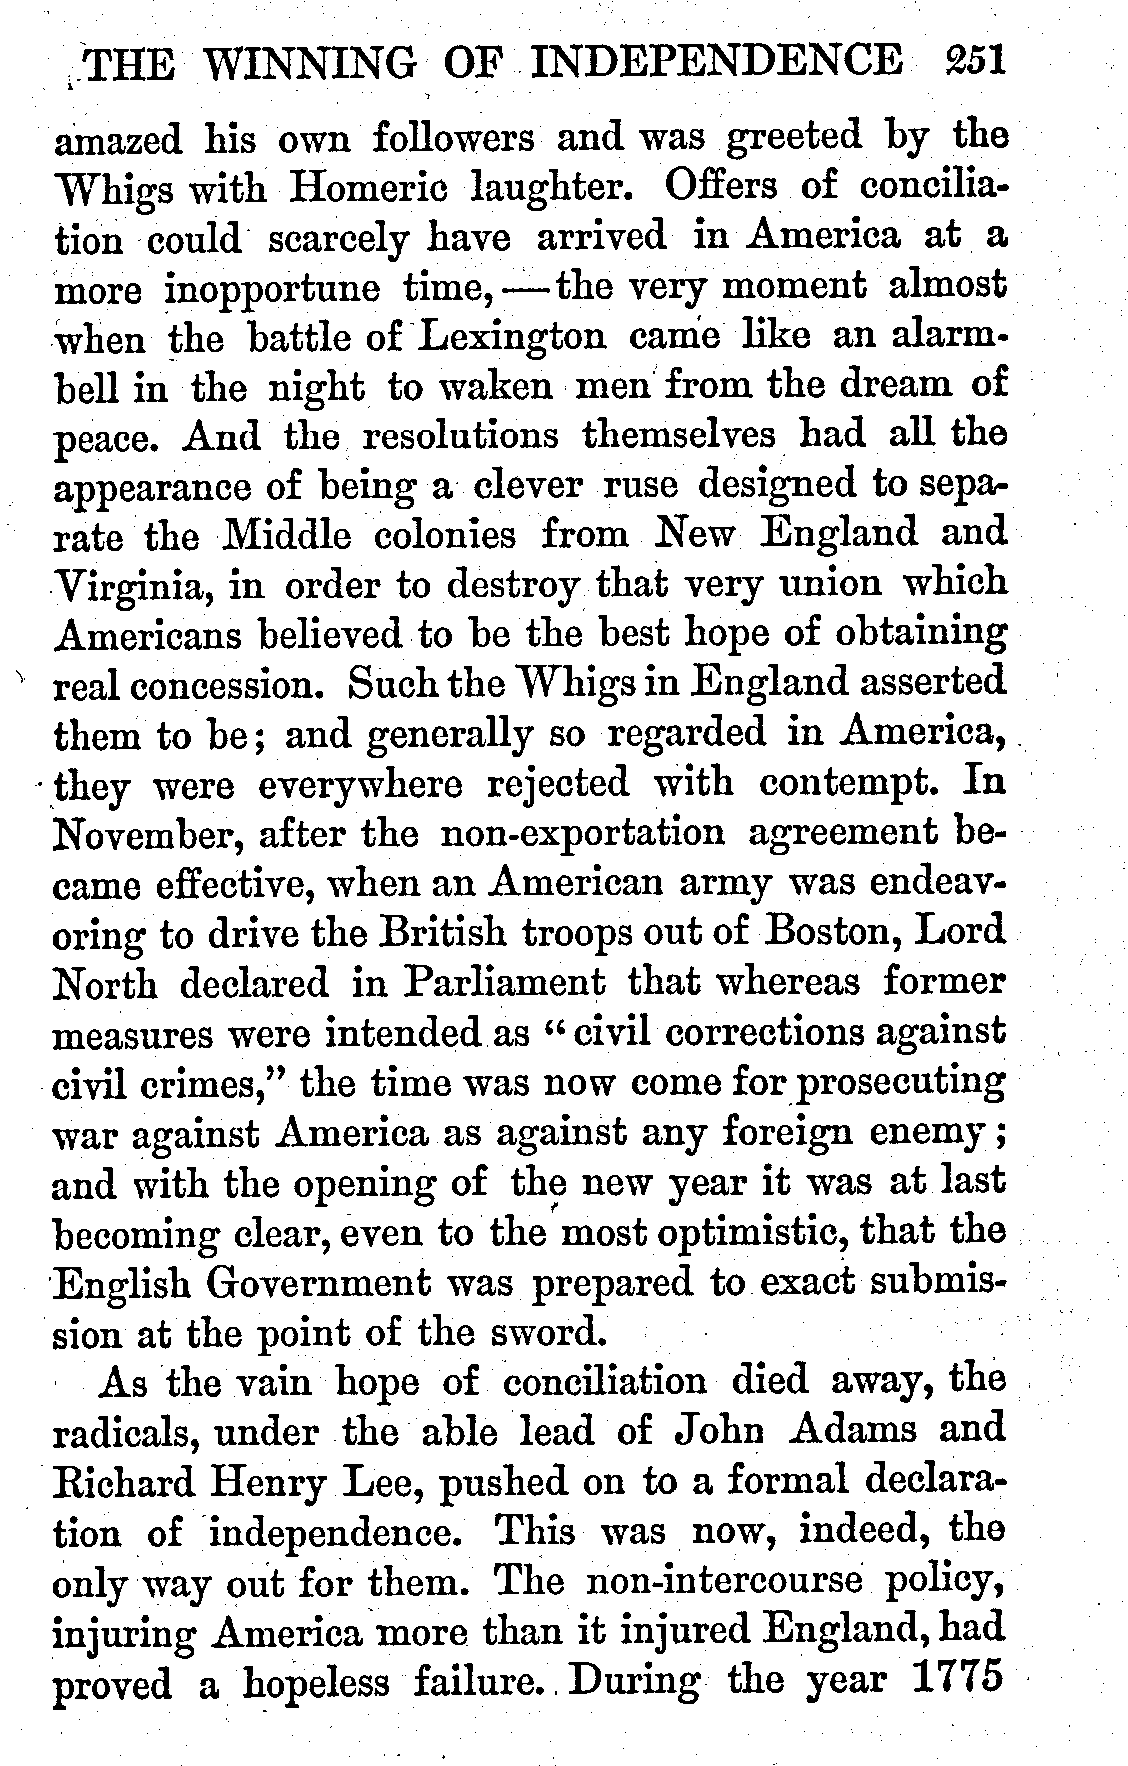 THE WINNING OF INDEPENDENCE 251
amazed his own followers and was greeted by the
Whigs with Homeric laughter. Offers of concilia-
tion could scarcely have arrived in America at a
more inopportune time,—the very moment almost
when the battle of Lexington came like an alarm-
bell in the night to waken men from the dream of
peace. And the resolutions themselves had all the
appearance of being a clever ruse designed to sepa-
rate the Middle colonies from New England and
Virginia, in order to destroy that very union which
Americans believed to be the best hope of obtaining
real concession. Such the Whigs in England asserted
them to be; and generally so regarded in America,
they were everywhere rejected with contempt. In
November, after the non-exportation agreement be-
came effective, when an American army was endeav-
oring to drive the British troops out of Boston, Lord
North declared in Parliament that whereas former
measures were intended as “civil corrections against
civil crimes,” the time was now come for prosecuting
war against America as against any foreign enemy;
and with the opening of the new year it was at last
becoming clear, even to the most optimistic, that the
English Government was prepared to exact submis-
sion at the point of the sword.
As the vain hope of conciliation died away, the
radicals, under the able lead of John Adams and
Richard Henry Lee, pushed on to a formal declara-
tion of independence. This was now, indeed, the
only way out for them. The non-intercourse policy,
injuring America more than it injured England, had
proved a hopeless failure. During the year 1775